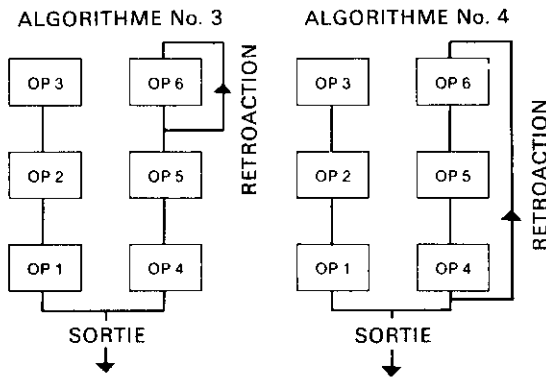 ALGORITHME No. 3
OP 3
OP 6
RETROACTION
OP 2
OP 5
OP 1
OP 4
SORTIE
ALGORITHME No. 4
OP 3
OP 6
RETROACTION
OP 2
OP 5
OP 1
OP 4
SORTIE